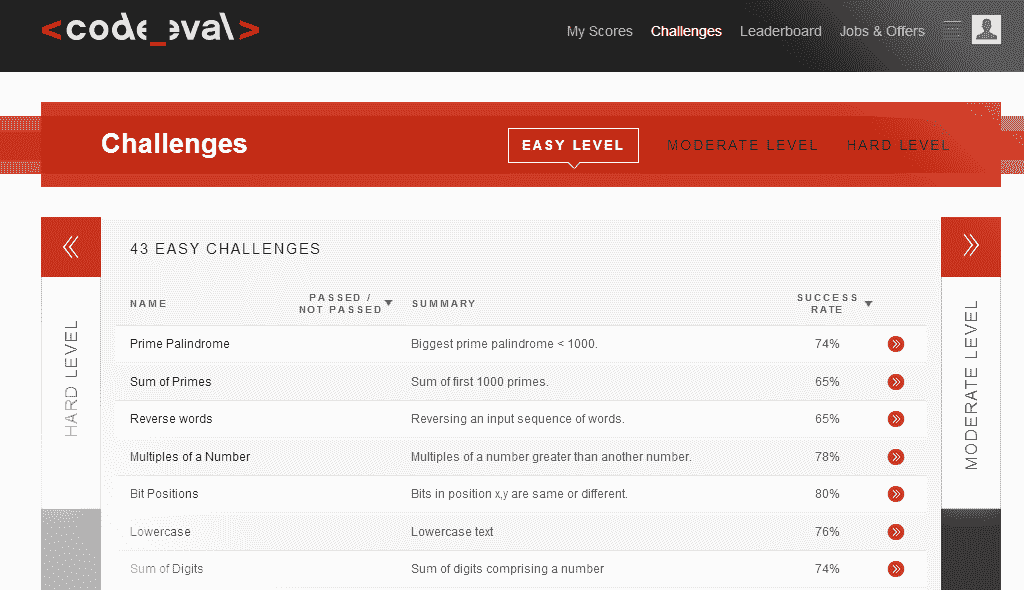 <code_eval\>
My Scores Challenges Leaderboard Jobs & Offers
Challenges
EASY LEVEL MODERATE LEVEL HARD LEVEL
43 EASY CHALLENGES
NAME PASSED / NOT PASSED SUMMARY SUCCESS RATE
Prime Palindrome Biggest prime palindrome < 1000. 74%
Sum of Primes Sum of first 1000 primes. 65%
Reverse words Reversing an input sequence of words. 65%
Multiples of a Number Multiples of a number greater than another number. 78%
Bit Positions Bits in position x,y are same or different. 80%
Lowercase Lowercase text 76%
Sum of Digits Sum of digits comprising a number 74%
HARD LEVEL
MODERATE LEVEL